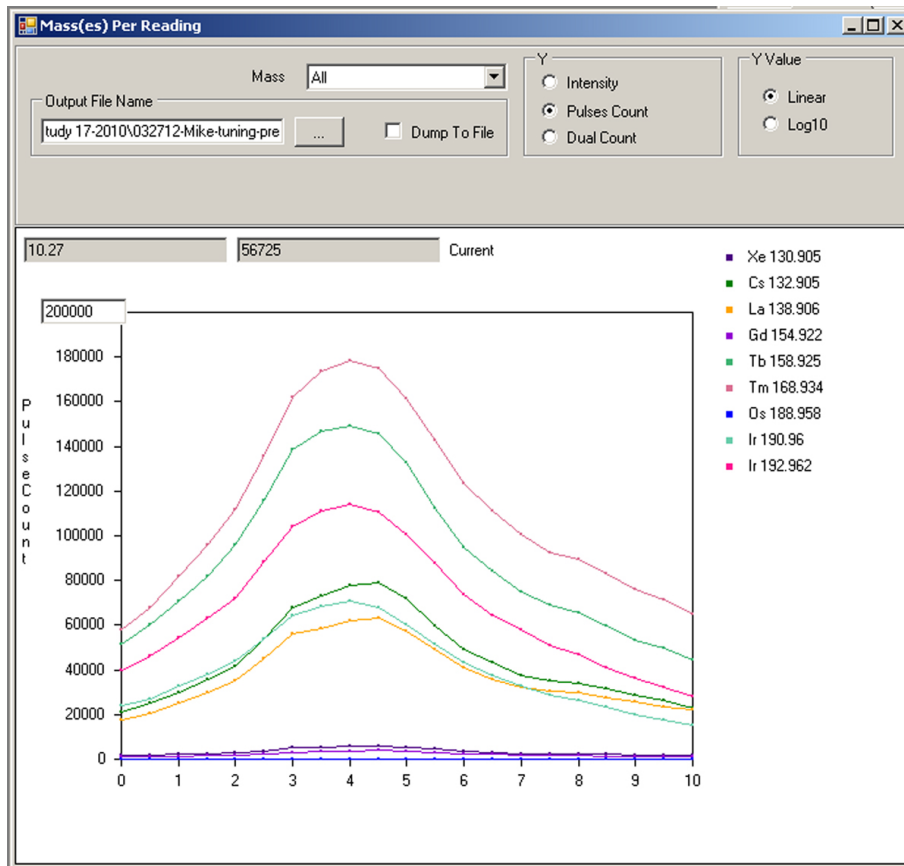 Mass(es) Per Reading
Mass All
Output File Name
tudy 17-2010\032712-Mike-tuning-pre ... Dump To File
Y
Intensity
Pulses Count
Dual Count
Y Value
Linear
Log10
10.27 56725 Current
Xe 130.905
Cs 132.905
La 138.906
Gd 154.922
Tb 158.925
Tm 168.934
Os 188.958
Ir 190.96
Ir 192.962
PulseCount
200000
180000
160000
140000
120000
100000
80000
60000
40000
20000
0
0 1 2 3 4 5 6 7 8 9 10